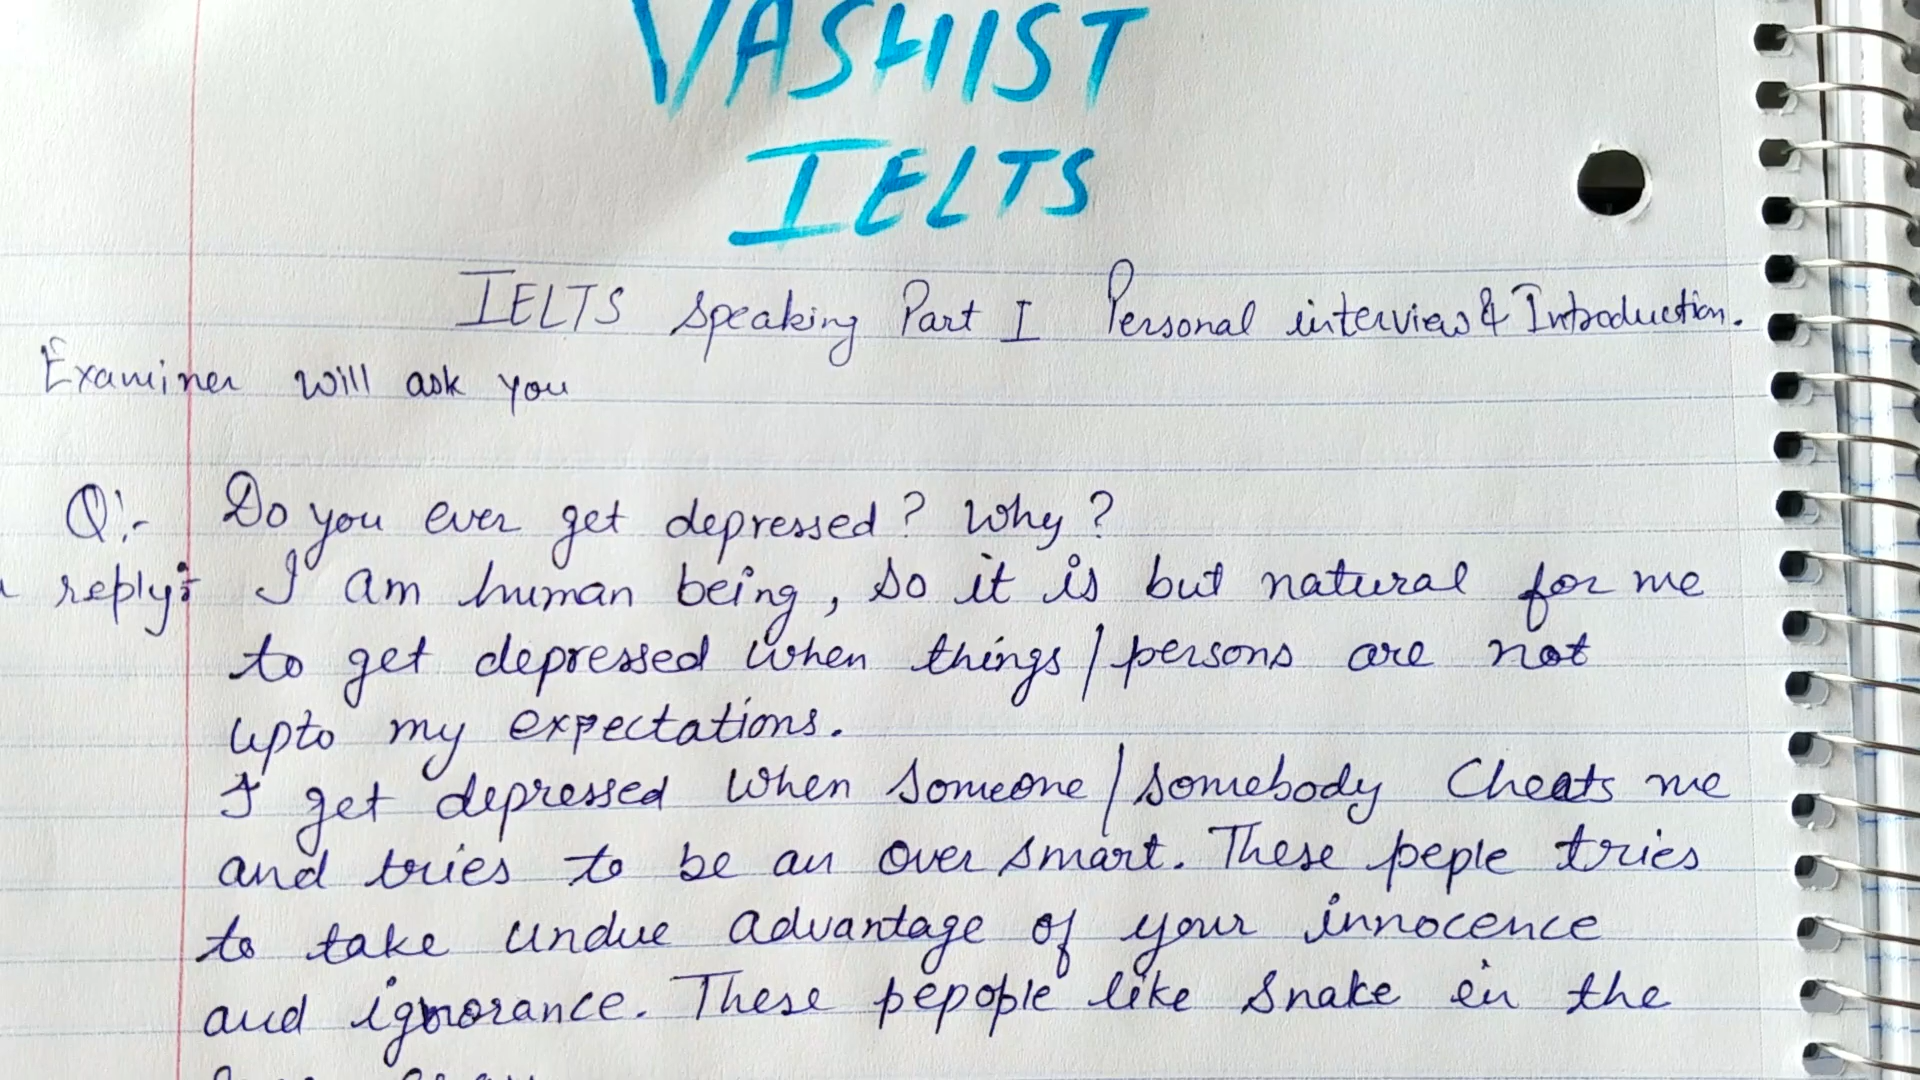 VASHIST
IELTS
IELTS speaking Part I Personal interview & Introduction.
Examiner will ask you
Q:- Do you ever get depressed? Why?
reply:- I am human being, so it is but natural for me
to get depressed when things/persons are not
upto my expectations.
I get depressed when someone/somebody Cheats me
and tries to be an over smart. These peple tries
to take undue advantage of your innocence
and ignorance. These pepople like snake in the